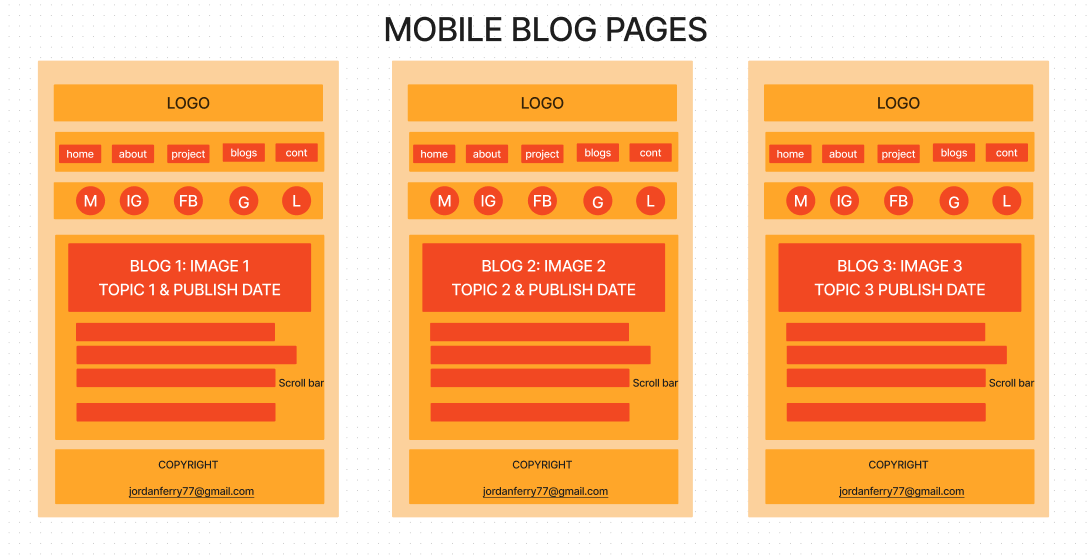 MOBILE BLOG PAGES
LOGO
home about project blogs cont
M IG FB G L
BLOG 1: IMAGE 1
TOPIC 1 & PUBLISH DATE
Scroll bar
COPYRIGHT
jordanferry77@gmail.com
LOGO
home about project blogs cont
M IG FB G L
BLOG 2: IMAGE 2
TOPIC 2 & PUBLISH DATE
Scroll bar
COPYRIGHT
jordanferry77@gmail.com
LOGO
home about project blogs cont
M IG FB G L
BLOG 3: IMAGE 3
TOPIC 3 PUBLISH DATE
Scroll bar
COPYRIGHT
jordanferry77@gmail.com